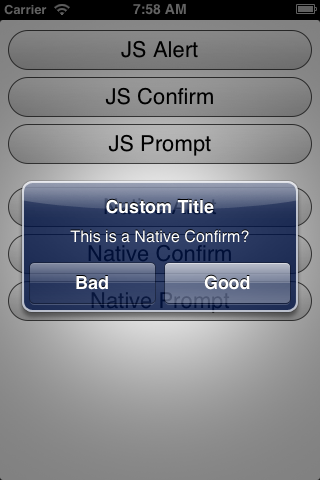 Carrier 7:58 AM
JS Alert
JS Confirm
JS Prompt
Custom Title
This is a Native Confirm?
Native Confirm
Bad Good
Native Prompt